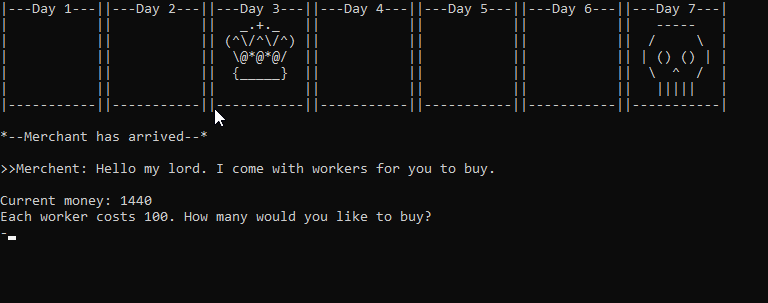 |---Day 1---||---Day 2---||---Day 3---||---Day 4---||---Day 5---||---Day 6---||---Day 7---|
|           ||           ||   _.+._   ||           ||           ||           ||   -----   |
|           ||           || (^\/^\/^) ||           ||           ||           ||  /     \  |
|           ||           ||  \@*@*@/  ||           ||           ||           || | () () | |
|           ||           ||  {_____}  ||           ||           ||           ||  \  ^  /  |
|           ||           ||           ||           ||           ||           ||   |||||   |
|-----------||-----------||-----------||-----------||-----------||-----------||-----------|
*--Merchant has arrived--*
>>Merchent: Hello my lord. I come with workers for you to buy.
Current money: 1440
Each worker costs 100. How many would you like to buy?
-